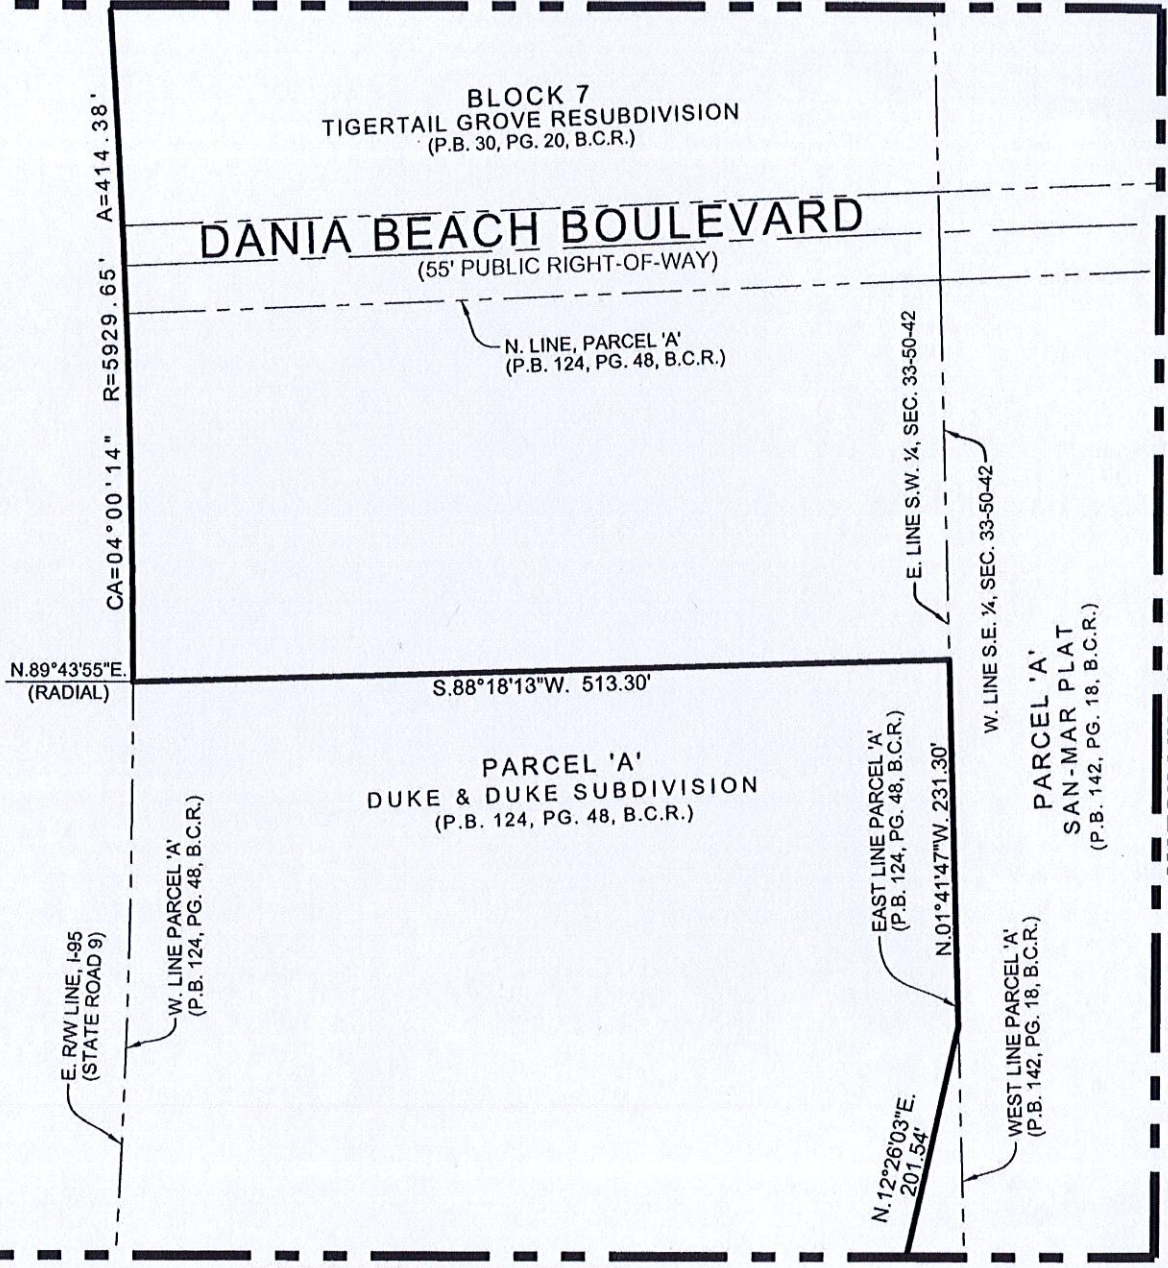 BLOCK 7
TIGERTAIL GROVE RESUBDIVISION
(P.B. 30, PG. 20, B.C.R.)
CA=04°00'14" R=5929.65' A=414.38'
DANIA BEACH BOULEVARD
(55' PUBLIC RIGHT-OF-WAY)
N. LINE, PARCEL 'A'
(P.B. 124, PG. 48, B.C.R.)
E. LINE S.W. ¼, SEC. 33-50-42
W. LINE S.E. ¼, SEC. 33-50-42
N.89°43'55"E.
(RADIAL)
S.88°18'13"W. 513.30'
PARCEL 'A'
DUKE & DUKE SUBDIVISION
(P.B. 124, PG. 48, B.C.R.)
PARCEL 'A'
SAN-MAR PLAT
(P.B. 142, PG. 18, B.C.R.)
EAST LINE PARCEL 'A'
(P.B. 124, PG. 48, B.C.R.)
N.01°41'47"W. 231.30'
W. LINE PARCEL 'A'
(P.B. 124, PG. 48, B.C.R.)
E. R/W LINE, I-95
(STATE ROAD 9)
WEST LINE PARCEL 'A'
(P.B. 142, PG. 18, B.C.R.)
N.12°26'03"E.
201.54'